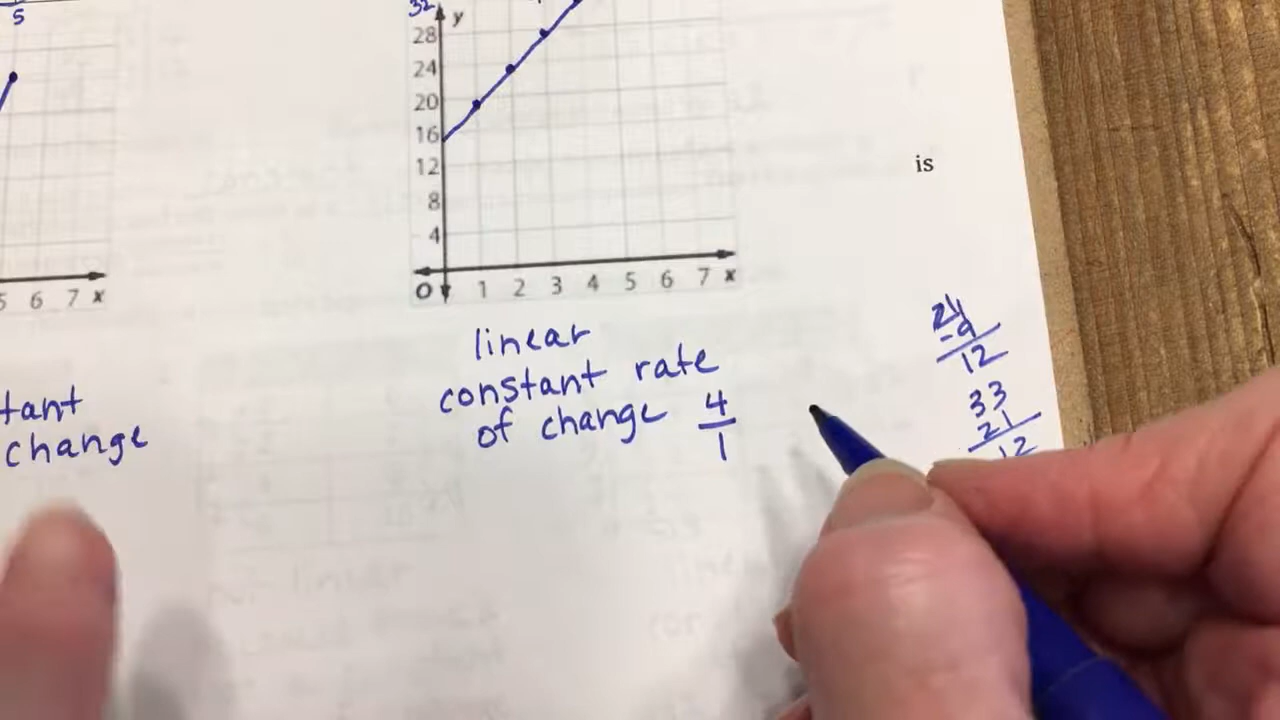 5
32
y
28
24
20
16
12
8
4
O 1 2 3 4 5 6 7 x
5 6 7 x
is
linear
constant rate
of change 4
1
tant
change
21
-9
12
33
21
12